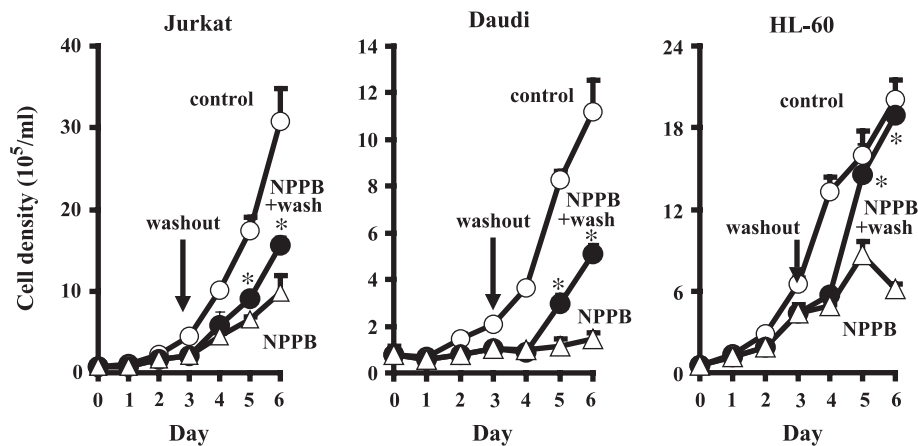 Jurkat
40
30
20
10
0
0 1 2 3 4 5 6
Day
Cell density (10⁵/ml)
control
washout
NPPB
+wash
*
*
NPPB
Daudi
14
12
10
8
6
4
2
0
0 1 2 3 4 5 6
Day
control
washout
NPPB
+wash
*
*
NPPB
HL-60
24
18
12
6
0
0 1 2 3 4 5 6
Day
control
washout
*
*
NPPB
+wash
NPPB